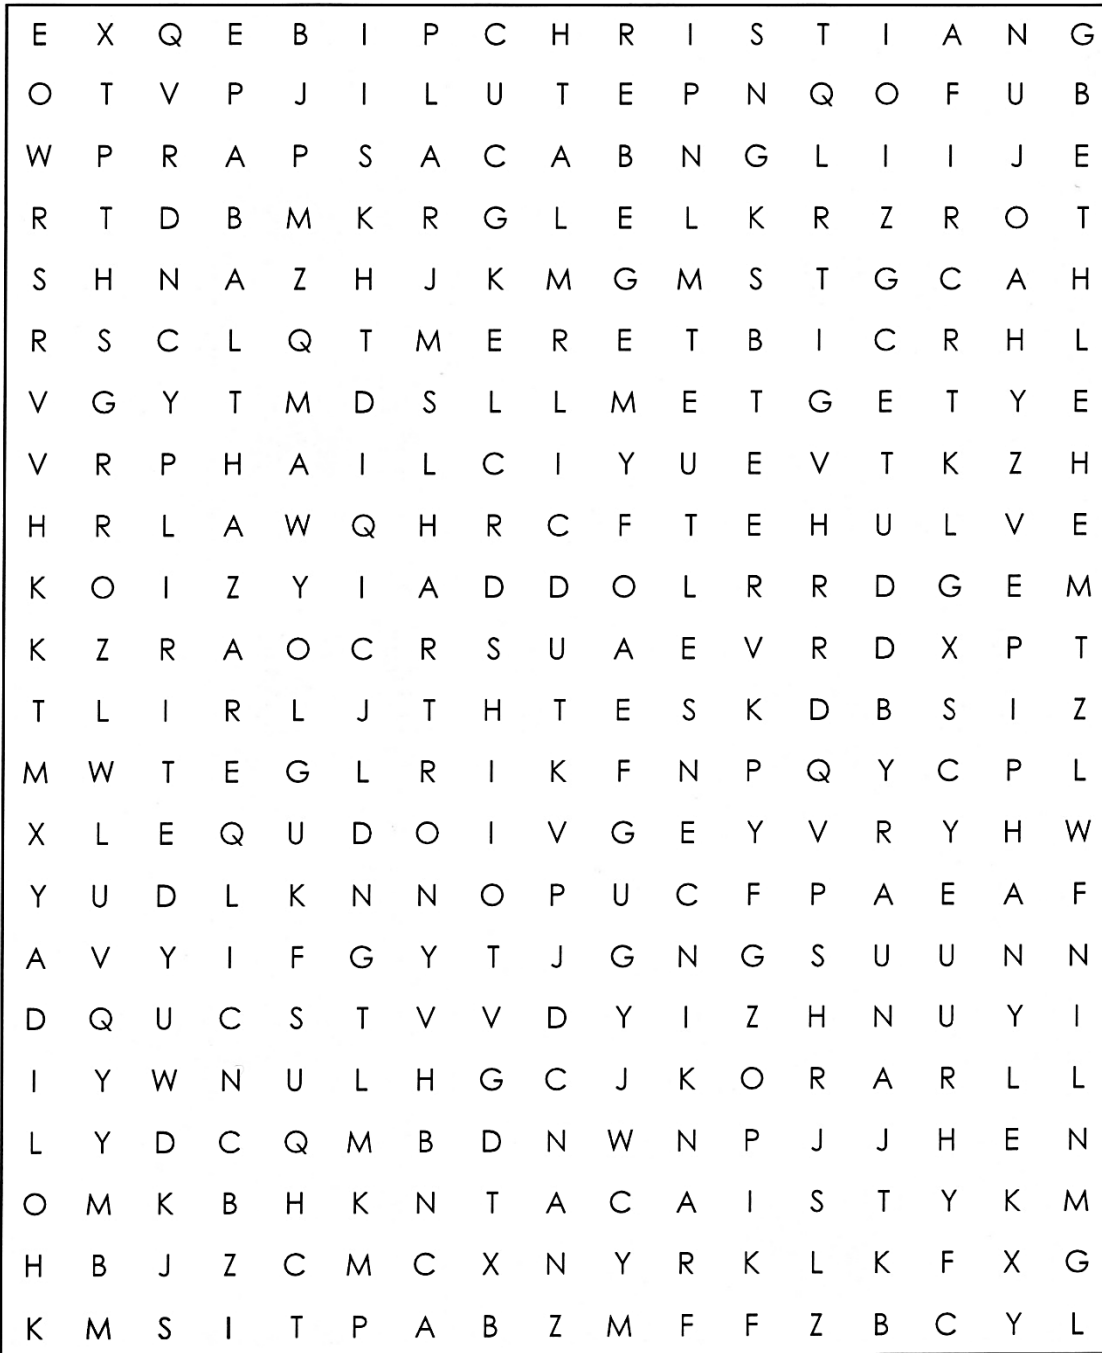 E X Q E B I P C H R I S T I A N G
O T V P J I L U T E P N Q O F U B
W P R A P S A C A B N G L I I J E
R T D B M K R G L E L K R Z R O T
S H N A Z H J K M G M S T G C A H
R S C L Q T M E R E T B I C R H L
V G Y T M D S L L M E T G E T Y E
V R P H A I L C I Y U E V T K Z H
H R L A W Q H R C F T E H U L V E
K O I Z Y I A D D O L R R D G E M
K Z R A O C R S U A E V R D X P T
T L I R L J T H T E S K D B S I Z
M W T E G L R I K F N P Q Y C P L
X L E Q U D O I V G E Y V R Y H W
Y U D L K N N O P U C F P A E A F
A V Y I F G Y T J G N G S U U N N
D Q U C S T V V D Y I Z H N U Y I
I Y W N U L H G C J K O R A R L L
L Y D C Q M B D N W N P J J H E N
O M K B H K N T A C A I S T Y K M
H B J Z C M C X N Y R K L K F X G
K M S I T P A B Z M F F Z B C Y L